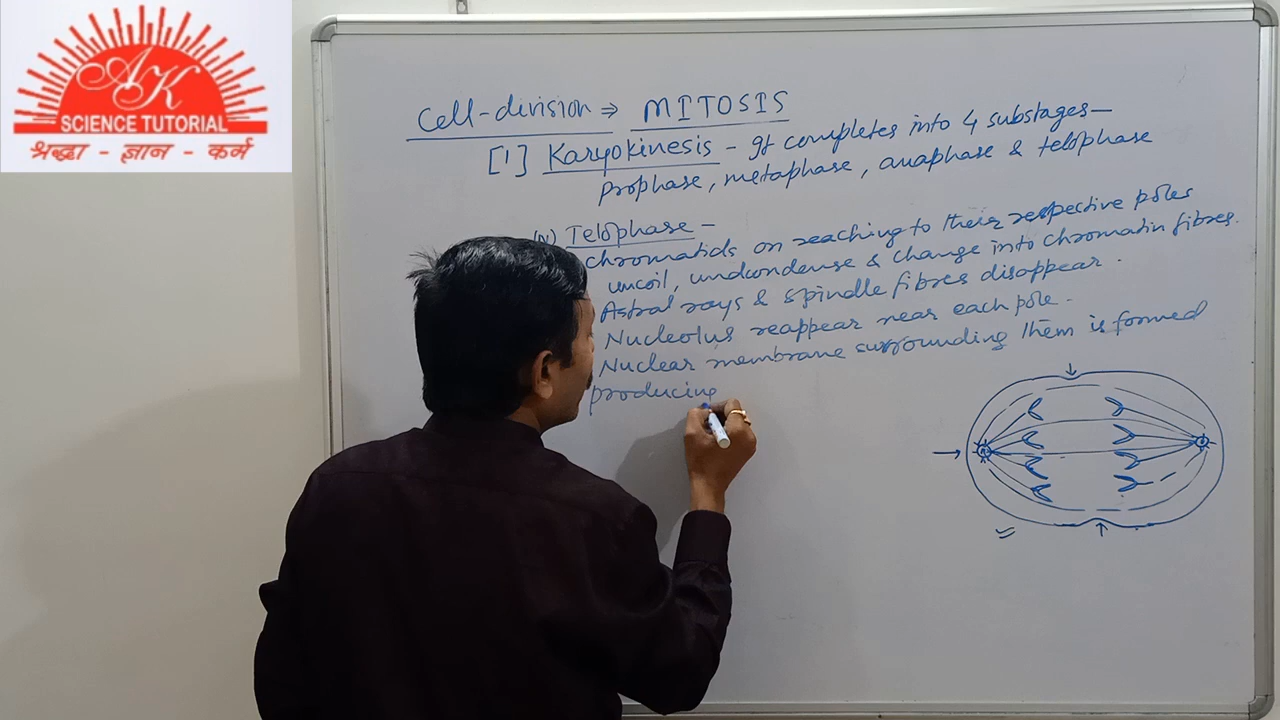 AK
SCIENCE TUTORIAL
श्रद्धा - ज्ञान - कर्म
Cell-division ⇒ MITOSIS
[1] Karyokinesis - It completes into 4 substages-
prophase, metaphase, anaphase & telophase
(iv) Telophase -
chromatids on reaching to their respective poles
uncoil, undcondense & change into chromatin fibres.
Astral rays & spindle fibres disappear.
Nucleolus reappear near each pole.
Nuclear membrane surrounding them is formed
producing